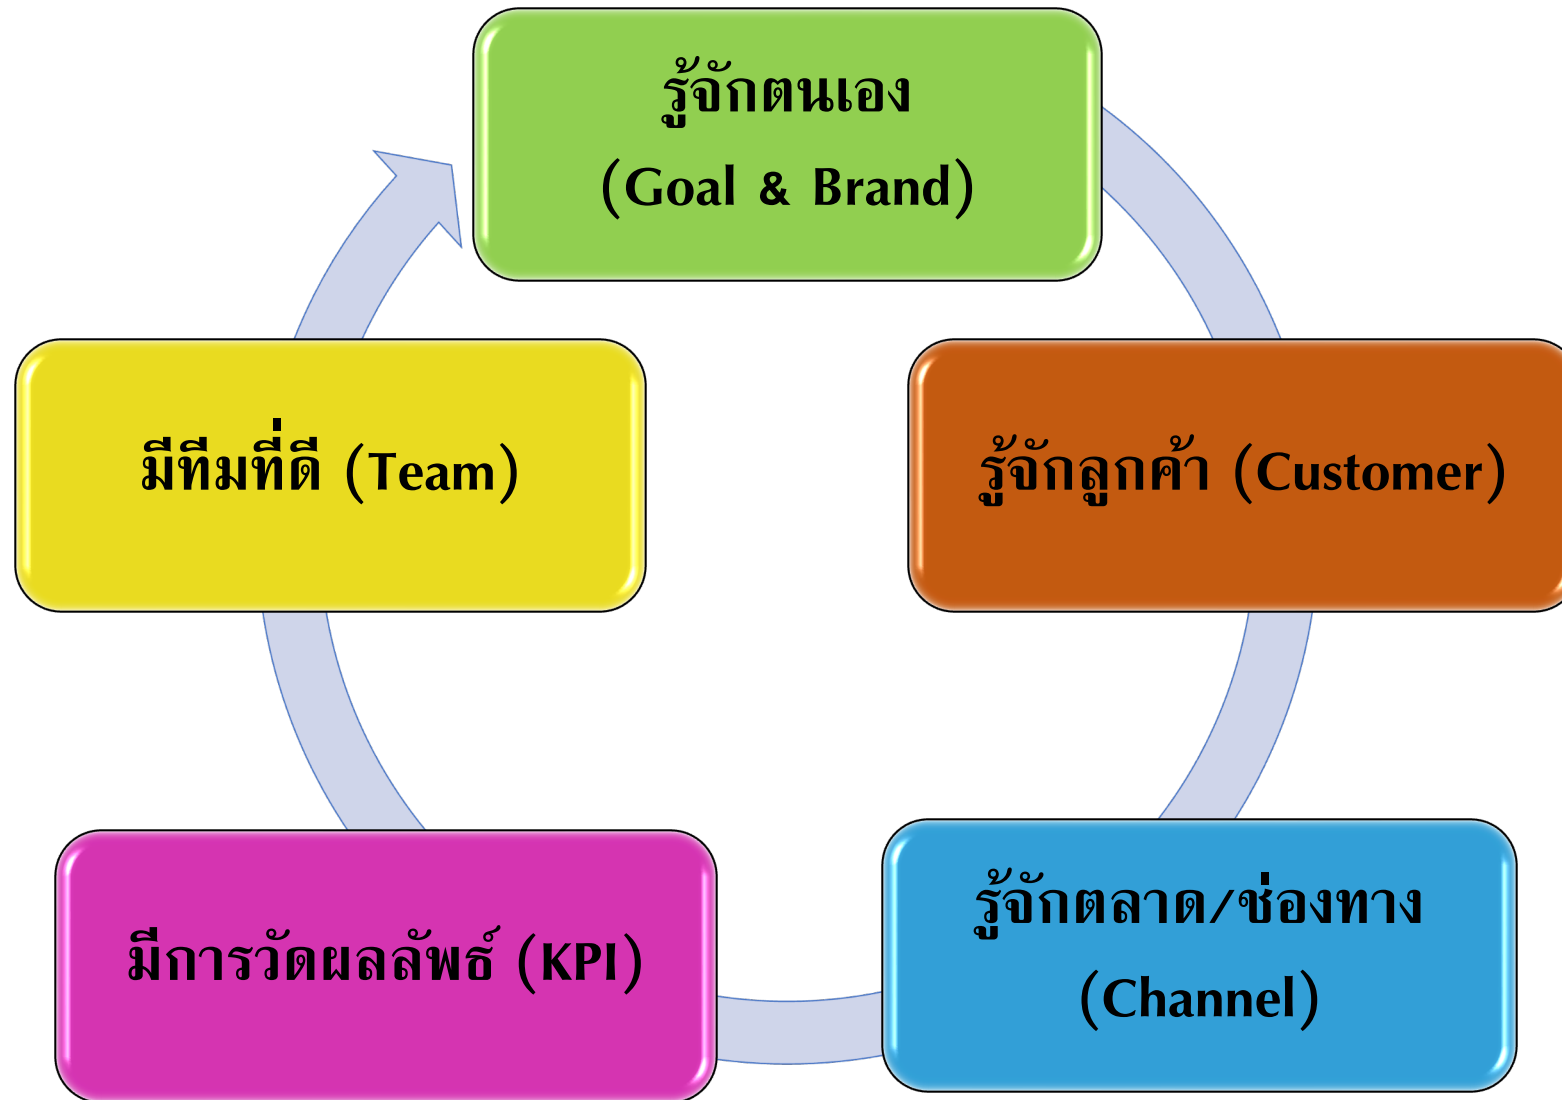 รู้จักตนเอง
(Goal & Brand)
รู้จักลูกค้า (Customer)
รู้จักตลาด/ช่องทาง
(Channel)
มีการวัดผลลัพธ์ (KPI)
มีทีมที่ดี (Team)